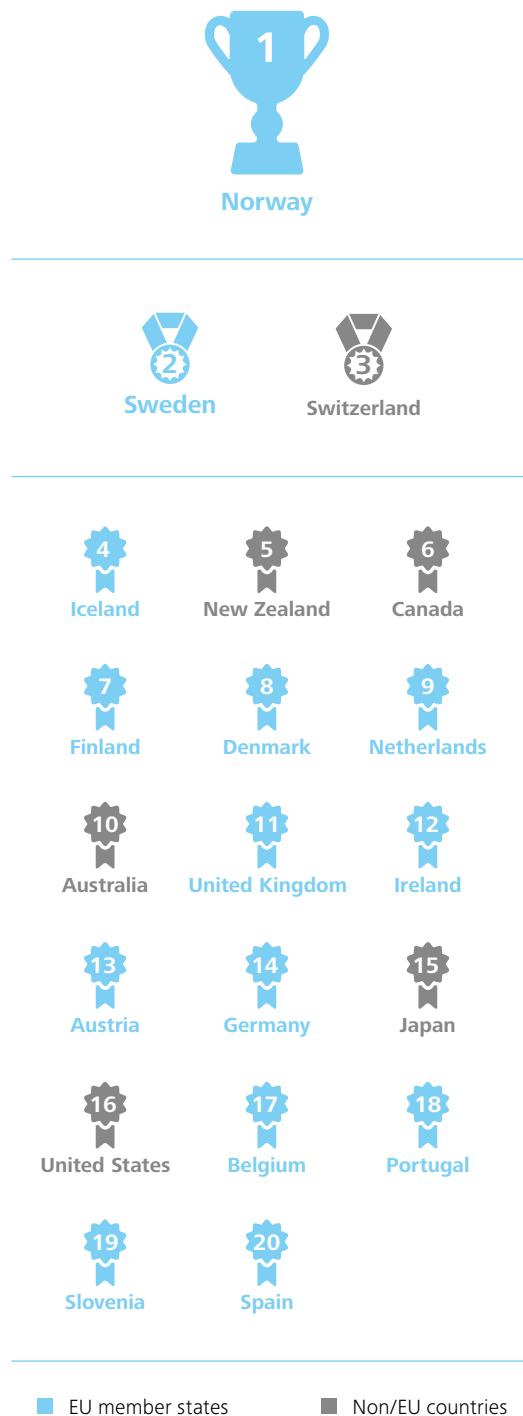 1
Norway
2
3
Sweden
Switzerland
4
5
6
Iceland
New Zealand
Canada
7
8
9
Finland
Denmark
Netherlands
10
11
12
Australia
United Kingdom
Ireland
13
14
15
Austria
Germany
Japan
16
17
18
United States
Belgium
Portugal
19
20
Slovenia
Spain
EU member states
Non/EU countries